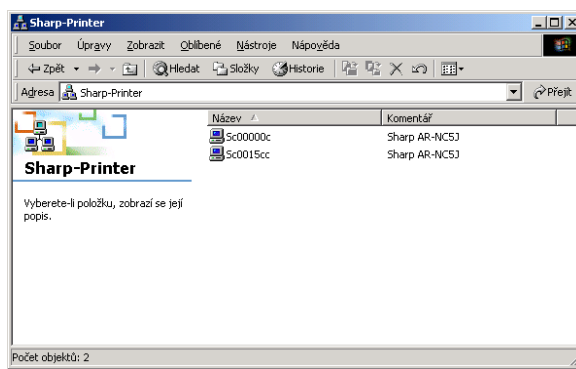 Sharp-Printer
Soubor Úpravy Zobrazit Oblíbené Nástroje Nápověda
Zpět Hledat Složky Historie
Adresa Sharp-Printer Přejít
Název Komentář
Sc00000c Sharp AR-NC5J
Sc0015cc Sharp AR-NC5J
Sharp-Printer
Vyberete-li položku, zobrazí se její
popis.
Počet objektů: 2